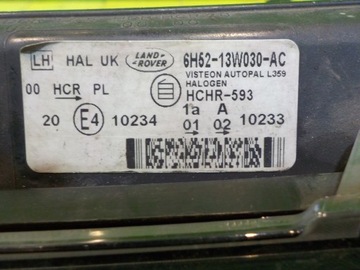 LH HAL UK LAND-ROVER 6H52-13W030-AC
VISTEON AUTOPAL L359
HALOGEN
00 HCR PL HCHR-593
1a A
20 E4 10234 01 02 10233